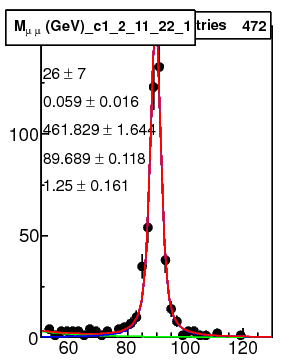 M_μμ (GeV)_c1_2_11_22_1 tries 472
26 ± 7
0.059 ± 0.016
461.829 ± 1.644
89.689 ± 0.118
1.25 ± 0.161
100
50
0
60 80 100 120